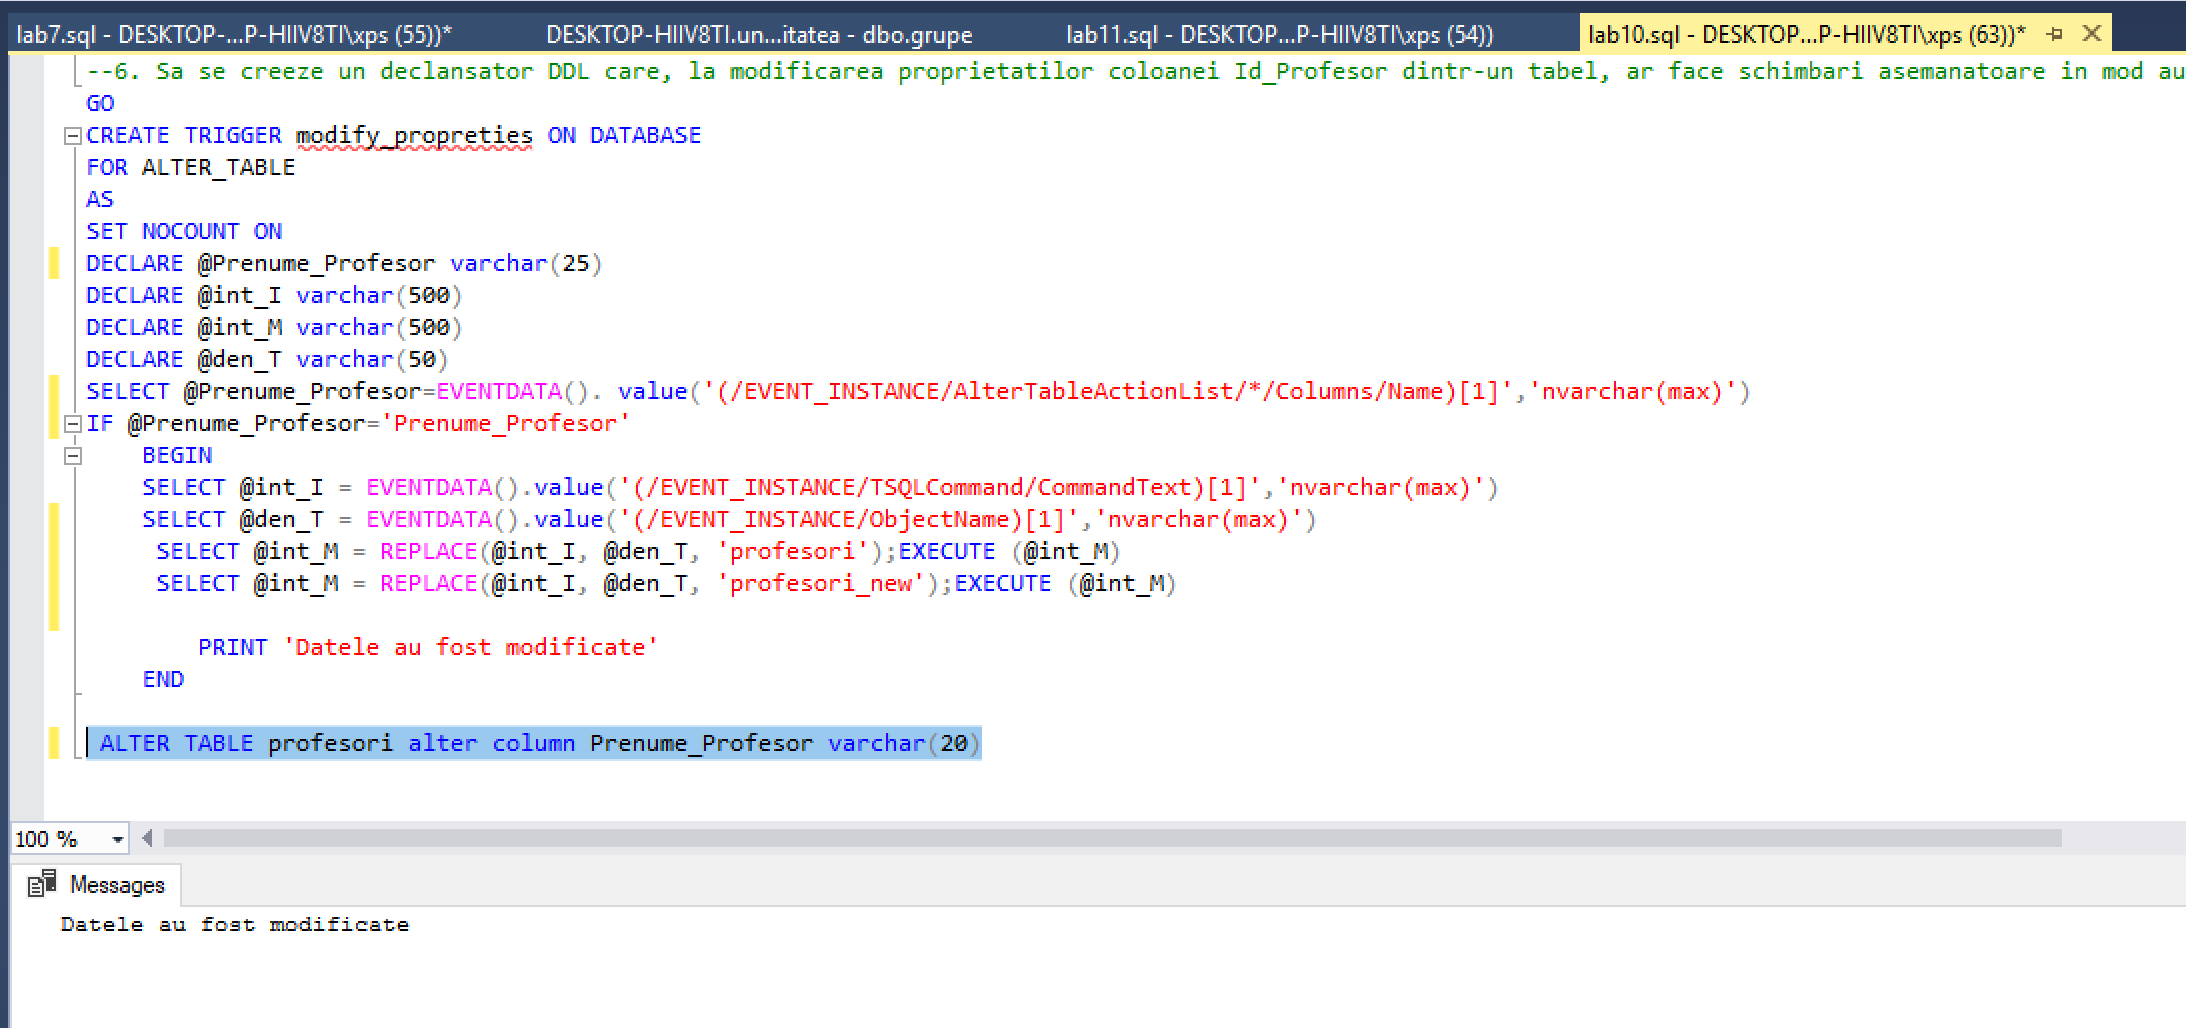 lab7.sql - DESKTOP-...P-HIIV8TI\xps (55))* DESKTOP-HIIV8TI.un...itatea - dbo.grupe lab11.sql - DESKTOP...P-HIIV8TI\xps (54)) lab10.sql - DESKTOP...P-HIIV8TI\xps (63))*
--6. Sa se creeze un declansator DDL care, la modificarea proprietatilor coloanei Id_Profesor dintr-un tabel, ar face schimbari asemanatoare in mod au
GO
CREATE TRIGGER modify_propreties ON DATABASE
FOR ALTER_TABLE
AS
SET NOCOUNT ON
DECLARE @Prenume_Profesor varchar(25)
DECLARE @int_I varchar(500)
DECLARE @int_M varchar(500)
DECLARE @den_T varchar(50)
SELECT @Prenume_Profesor=EVENTDATA(). value('(/EVENT_INSTANCE/AlterTableActionList/*/Columns/Name)[1]','nvarchar(max)')
IF @Prenume_Profesor='Prenume_Profesor'
BEGIN
SELECT @int_I = EVENTDATA().value('(/EVENT_INSTANCE/TSQLCommand/CommandText)[1]','nvarchar(max)')
SELECT @den_T = EVENTDATA().value('(/EVENT_INSTANCE/ObjectName)[1]','nvarchar(max)')
SELECT @int_M = REPLACE(@int_I, @den_T, 'profesori');EXECUTE (@int_M)
SELECT @int_M = REPLACE(@int_I, @den_T, 'profesori_new');EXECUTE (@int_M)
PRINT 'Datele au fost modificate'
END
ALTER TABLE profesori alter column Prenume_Profesor varchar(20)
100 %
Messages
Datele au fost modificate